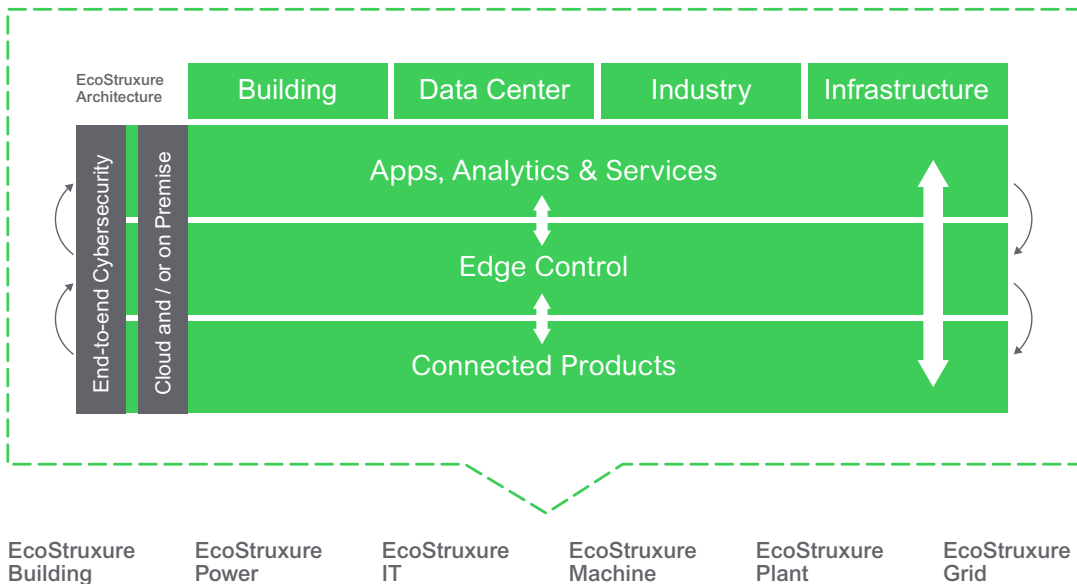 EcoStruxure
Architecture
Building
Data Center
Industry
Infrastructure
End-to-end Cybersecurity
Cloud and / or on Premise
Apps, Analytics & Services
Edge Control
Connected Products
EcoStruxure
Building
EcoStruxure
Power
EcoStruxure
IT
EcoStruxure
Machine
EcoStruxure
Plant
EcoStruxure
Grid